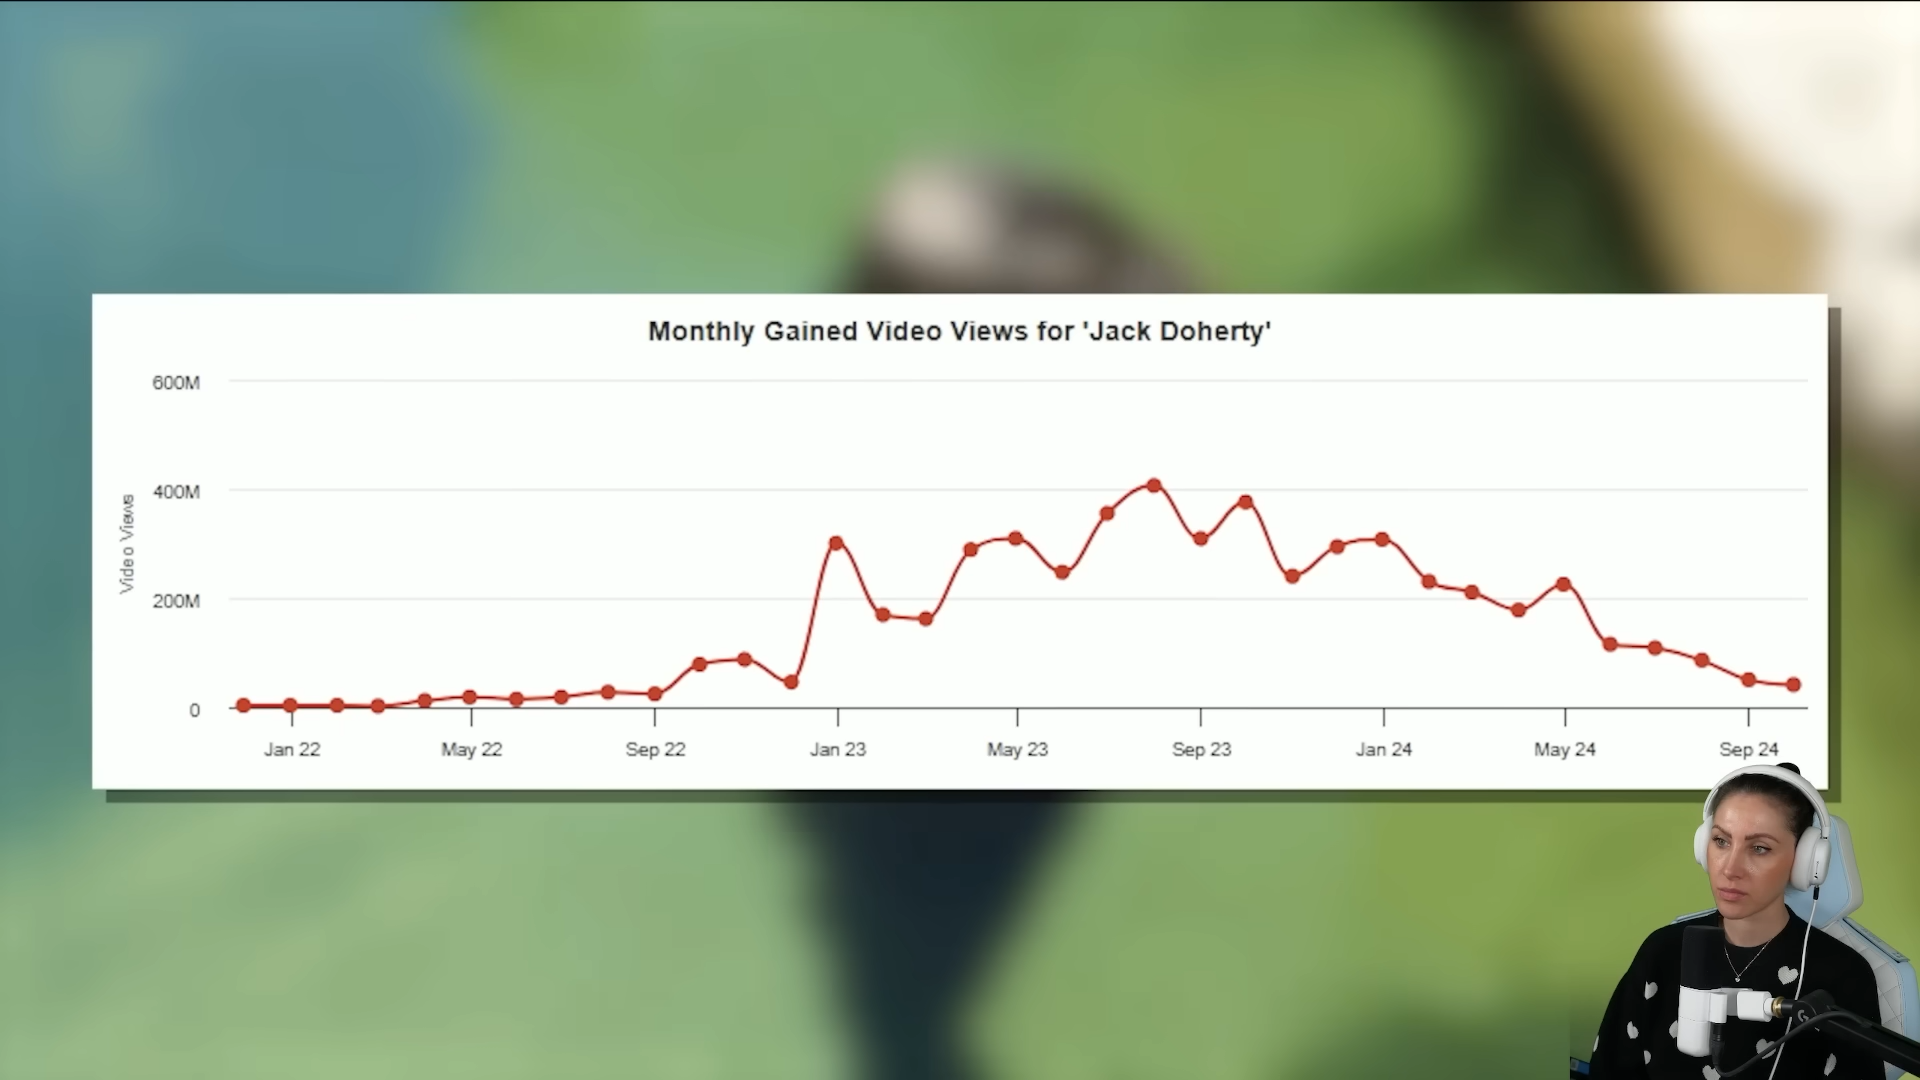 Monthly Gained Video Views for 'Jack Doherty'
600M
400M
200M
0
Video Views
Jan 22
May 22
Sep 22
Jan 23
May 23
Sep 23
Jan 24
May 24
Sep 24